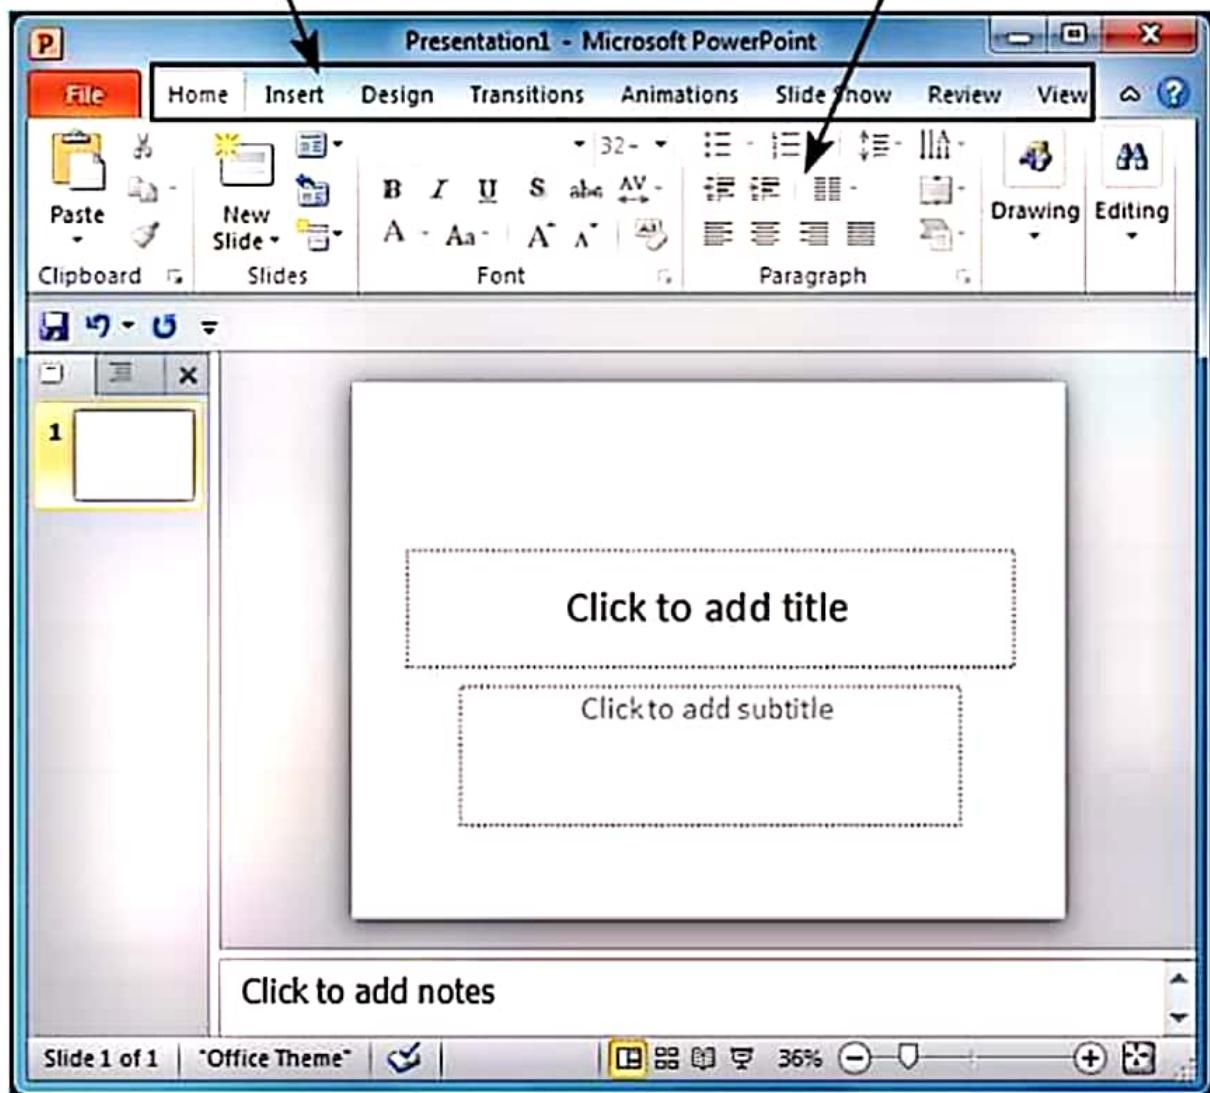 Presentation1 - Microsoft PowerPoint
File Home Insert Design Transitions Animations Slide Show Review View
32-
Paste
New Slide
B I U S abc AV
A Aa A A
Drawing
Editing
Clipboard
Slides
Font
Paragraph
1
Click to add title
Click to add subtitle
Click to add notes
Slide 1 of 1 "Office Theme" 36%